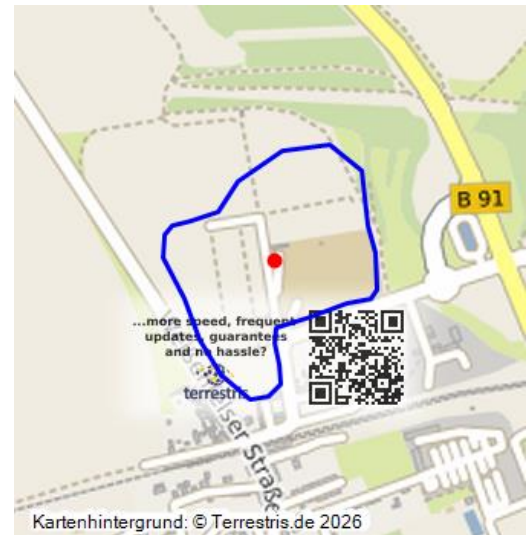 B 91
...more speed, frequent
updates, guarantees
and no hassle?
terrestris
Straße
Kartenhintergrund: © Terrestris.de 2026